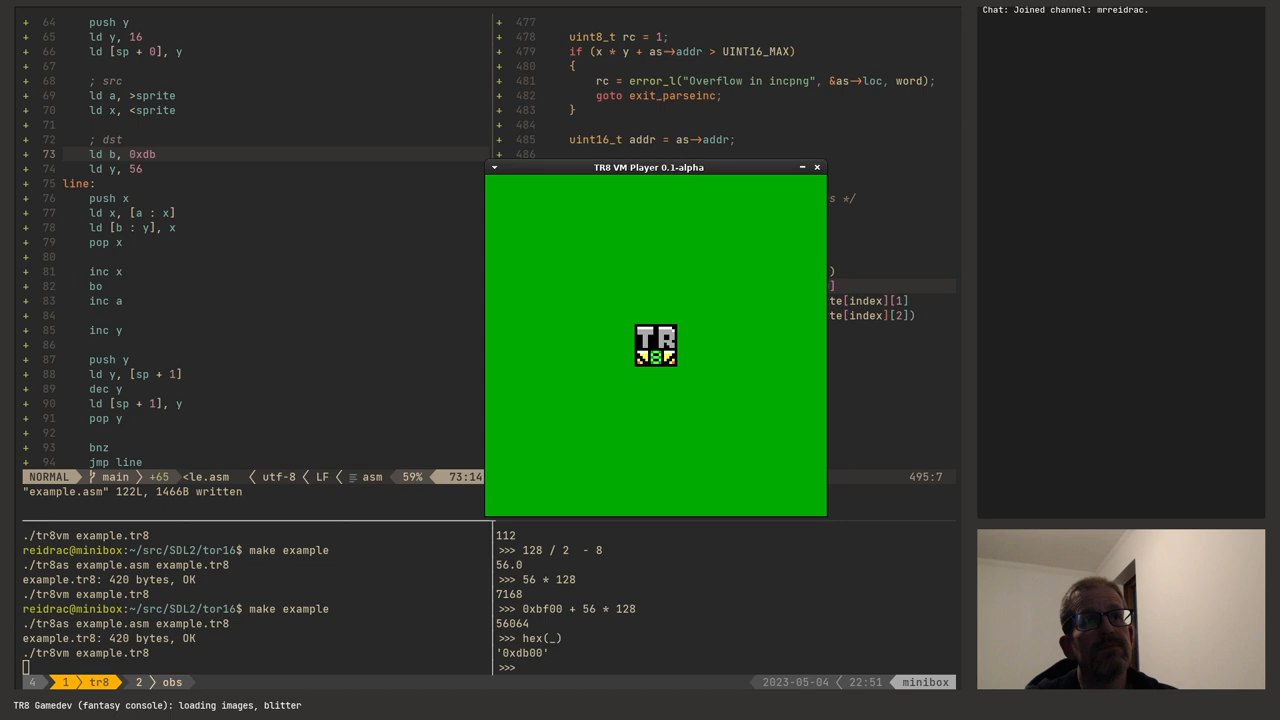 + 64 push y
+ 65 ld y, 16
+ 66 ld [sp + 0], y
+ 67
+ 68 ; src
+ 69 ld a, >sprite
+ 70 ld x, <sprite
+ 71
+ 72 ; dst
+ 73 ld b, 0xdb
+ 74 ld y, 56
+ 75 line:
+ 76 push x
+ 77 ld x, [a : x]
+ 78 ld [b : y], x
+ 79 pop x
+ 80
+ 81 inc x
+ 82 bo
+ 83 inc a
+ 84
+ 85 inc y
+ 86
+ 87 push y
+ 88 ld y, [sp + 1]
+ 89 dec y
+ 90 ld [sp + 1], y
+ 91 pop y
+ 92
+ 93 bnz
+ 94 jmp line
NORMAL main +65 <le.asm utf-8 LF asm 59% 73:14
"example.asm" 122L, 1466B written
+ 477
+ 478 uint8_t rc = 1;
+ 479 if (x * y + as->addr > UINT16_MAX)
+ 480 {
+ 481 rc = error_l("Overflow in incpng", &as->loc, word);
+ 482 goto exit_parseinc;
+ 483 }
+ 484
+ 485 uint16_t addr = as->addr;
+ 486
s */
)
]
te[index][1]
te[index][2])
495:7
TR8 VM Player 0.1-alpha
TR
8
./tr8vm example.tr8
reidrac@minibox:~/src/SDL2/tor16$ make example
./tr8as example.asm example.tr8
example.tr8: 420 bytes, OK
./tr8vm example.tr8
reidrac@minibox:~/src/SDL2/tor16$ make example
./tr8as example.asm example.tr8
example.tr8: 420 bytes, OK
./tr8vm example.tr8
112
>>> 128 / 2  - 8
56.0
>>> 56 * 128
7168
>>> 0xbf00 + 56 * 128
56064
>>> hex(_)
'0xdb00'
>>>
4 1 tr8 2 obs 2023-05-04 22:51 minibox
Chat: Joined channel: mrreidrac.
TR8 Gamedev (fantasy console): loading images, blitter